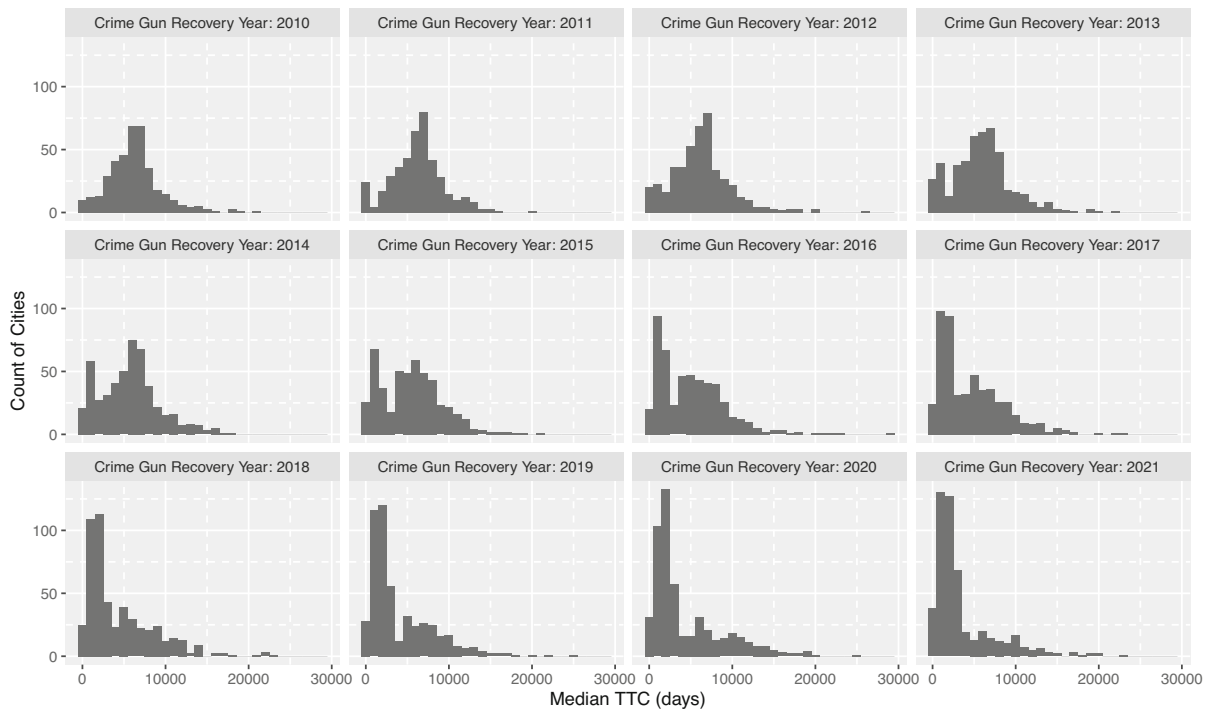 Crime Gun Recovery Year: 2010
Crime Gun Recovery Year: 2011
Crime Gun Recovery Year: 2012
Crime Gun Recovery Year: 2013
100
50
0
Crime Gun Recovery Year: 2014
Crime Gun Recovery Year: 2015
Crime Gun Recovery Year: 2016
Crime Gun Recovery Year: 2017
100
50
0
Count of Cities
Crime Gun Recovery Year: 2018
Crime Gun Recovery Year: 2019
Crime Gun Recovery Year: 2020
Crime Gun Recovery Year: 2021
100
50
0
0 10000 20000 30000
0 10000 20000 30000
0 10000 20000 30000
0 10000 20000 30000
Median TTC (days)